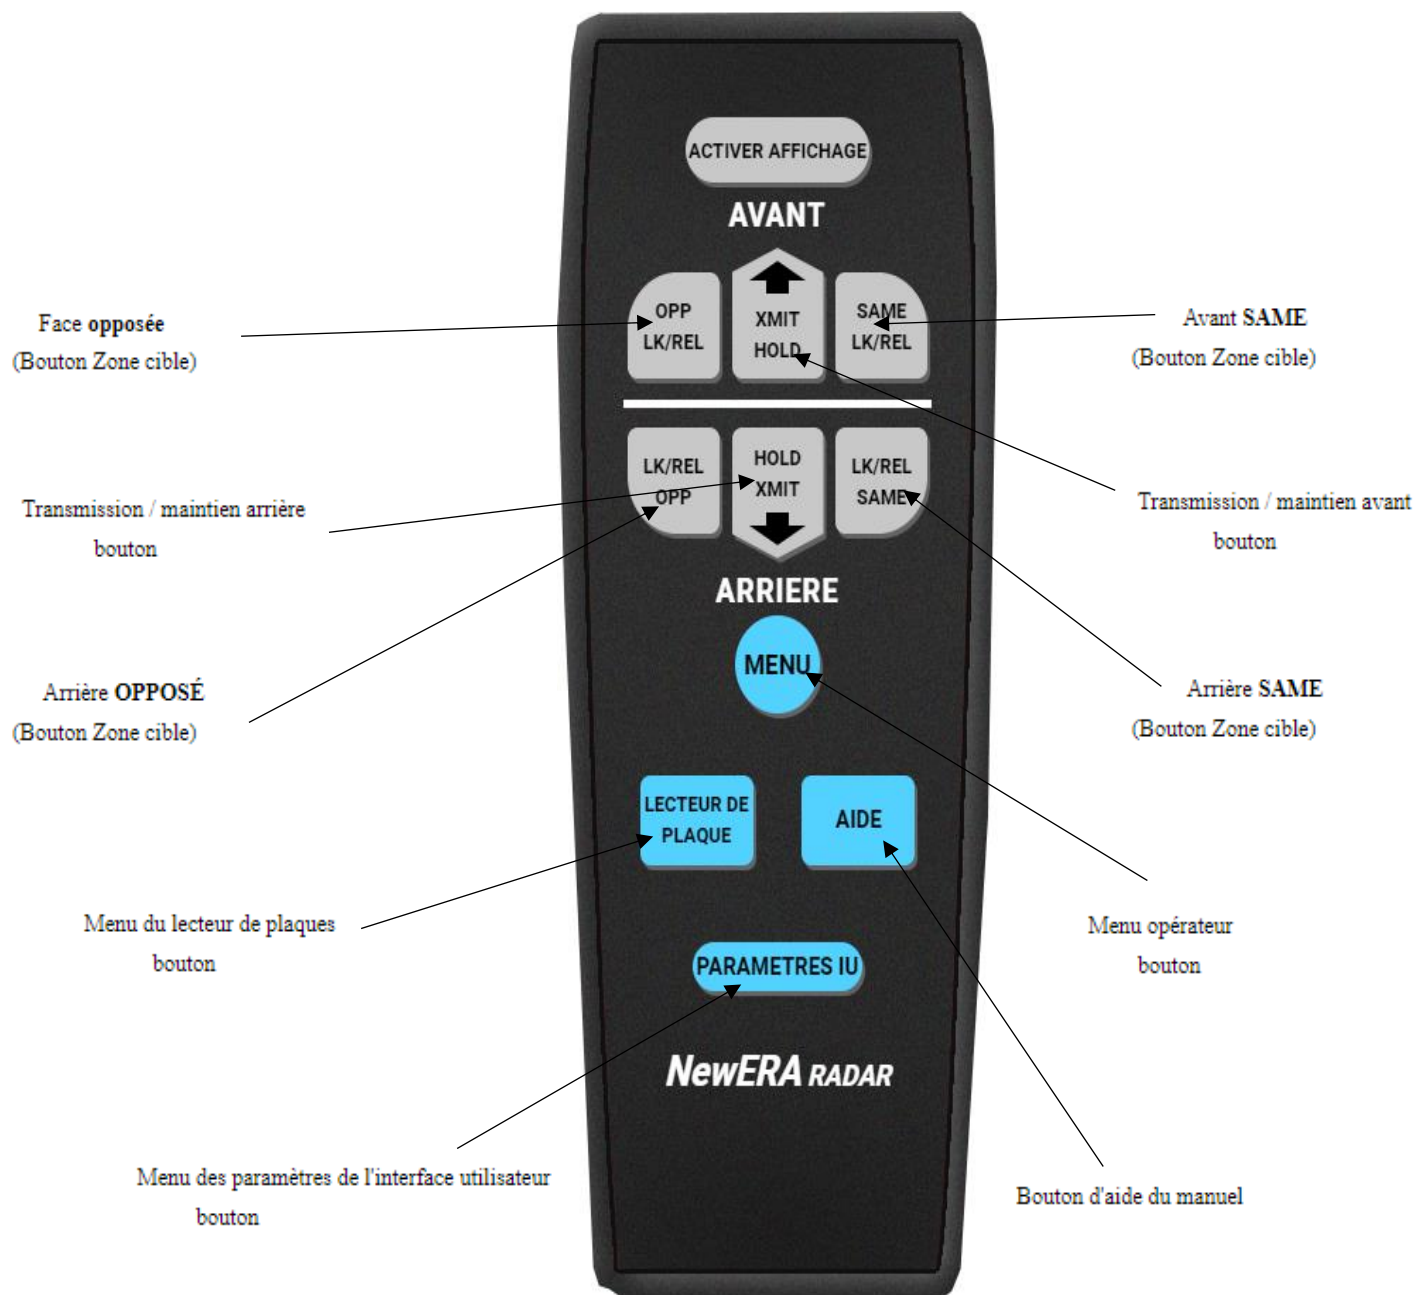 ACTIVER AFFICHAGE
AVANT
OPP
LK/REL
XMIT
HOLD
SAME
LK/REL
Face opposée
(Bouton Zone cible)
Avant SAME
(Bouton Zone cible)
LK/REL
OPP
HOLD
XMIT
LK/REL
SAME
Transmission / maintien arrière
bouton
Transmission / maintien avant
bouton
ARRIERE
MENU
Arrière OPPOSÉ
(Bouton Zone cible)
Arrière SAME
(Bouton Zone cible)
LECTEUR DE
PLAQUE
AIDE
Menu du lecteur de plaques
bouton
Menu opérateur
bouton
PARAMETRES IU
NewERA RADAR
Menu des paramètres de l'interface utilisateur
bouton
Bouton d'aide du manuel